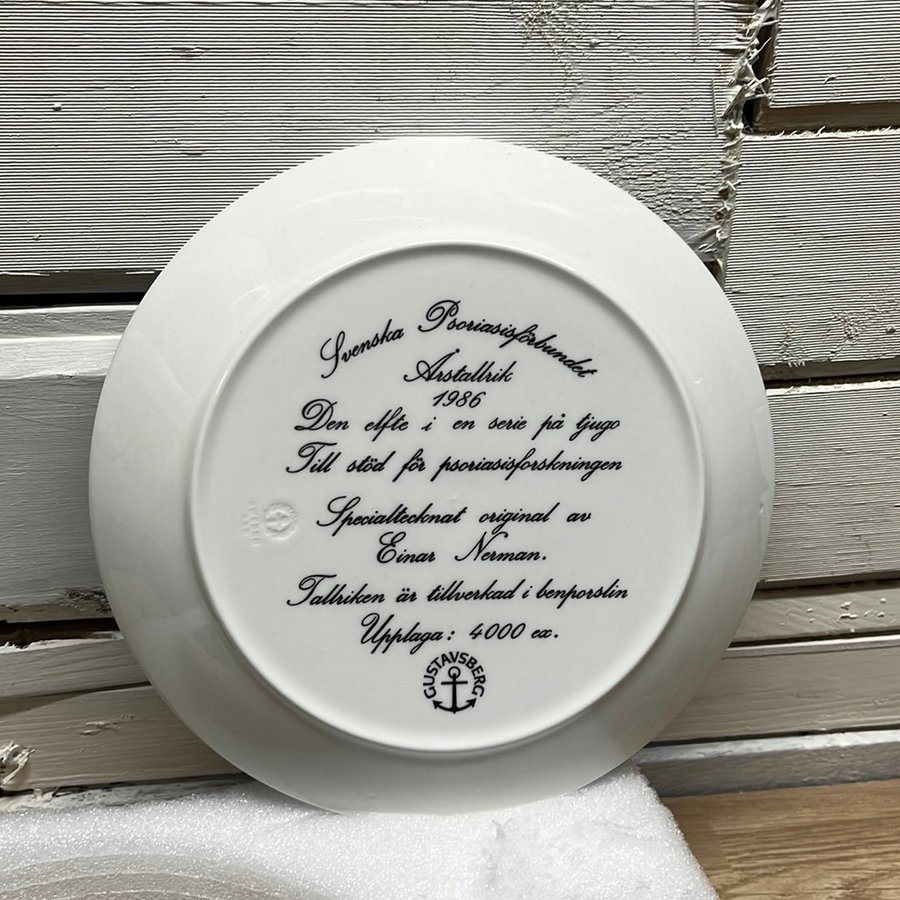 Svenska Psoriasisförbundet
Årstallrik
1986
Den elfte i en serie på tjugo
Till stöd för psoriasisforskningen
Specialtecknat original av
Einar Nerman.
Tallriken är tillverkad i benporslin
Upplaga: 4000 ex.
GUSTAVSBERG